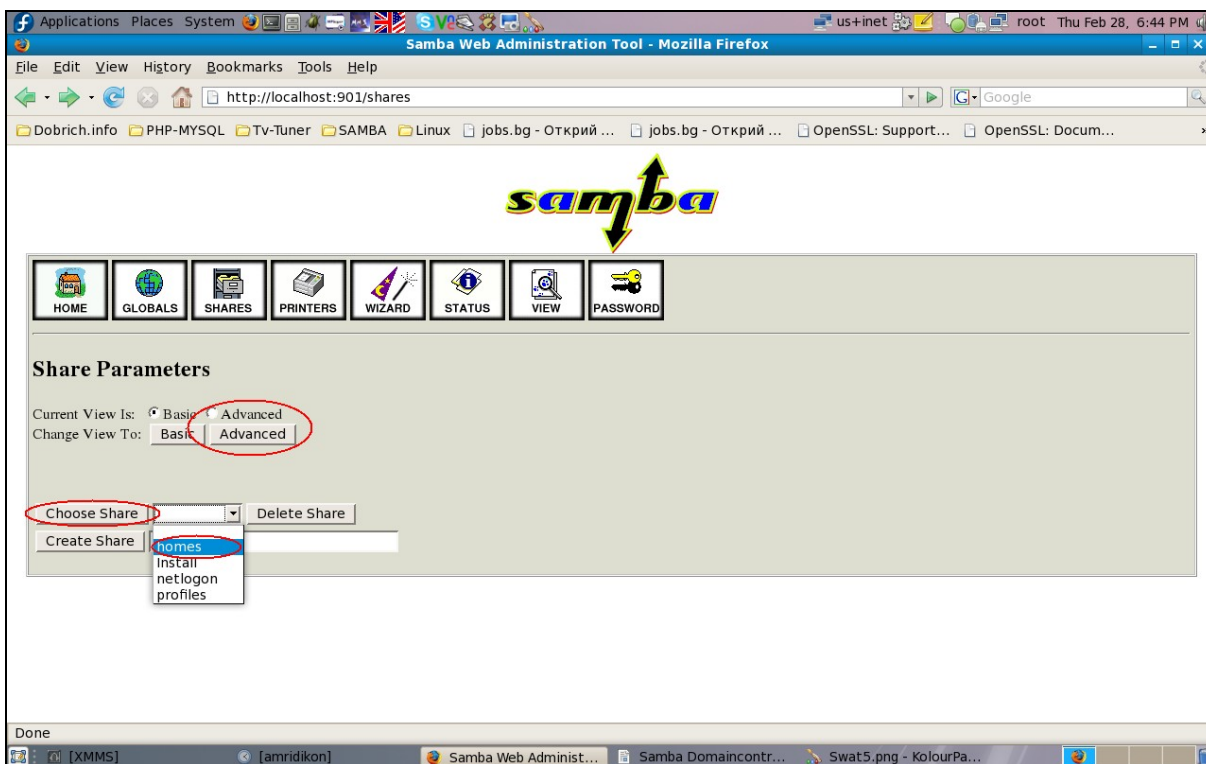 Applications Places System us+inet root Thu Feb 28, 6:44 PM
Samba Web Administration Tool - Mozilla Firefox
File Edit View History Bookmarks Tools Help
http://localhost:901/shares G Google
Dobrich.info PHP-MYSQL Tv-Tuner SAMBA Linux jobs.bg - Открий ... jobs.bg - Открий ... OpenSSL: Support... OpenSSL: Docum...
samba
HOME GLOBALS SHARES PRINTERS WIZARD STATUS VIEW PASSWORD
Share Parameters
Current View Is: Basic Advanced
Change View To: Basic Advanced
Choose Share Delete Share
Create Share
homes
Install
netlogon
profiles
Done
[XMMS] [amridikon] Samba Web Administ... Samba Domaincontr... Swat5.png - KolourPa...